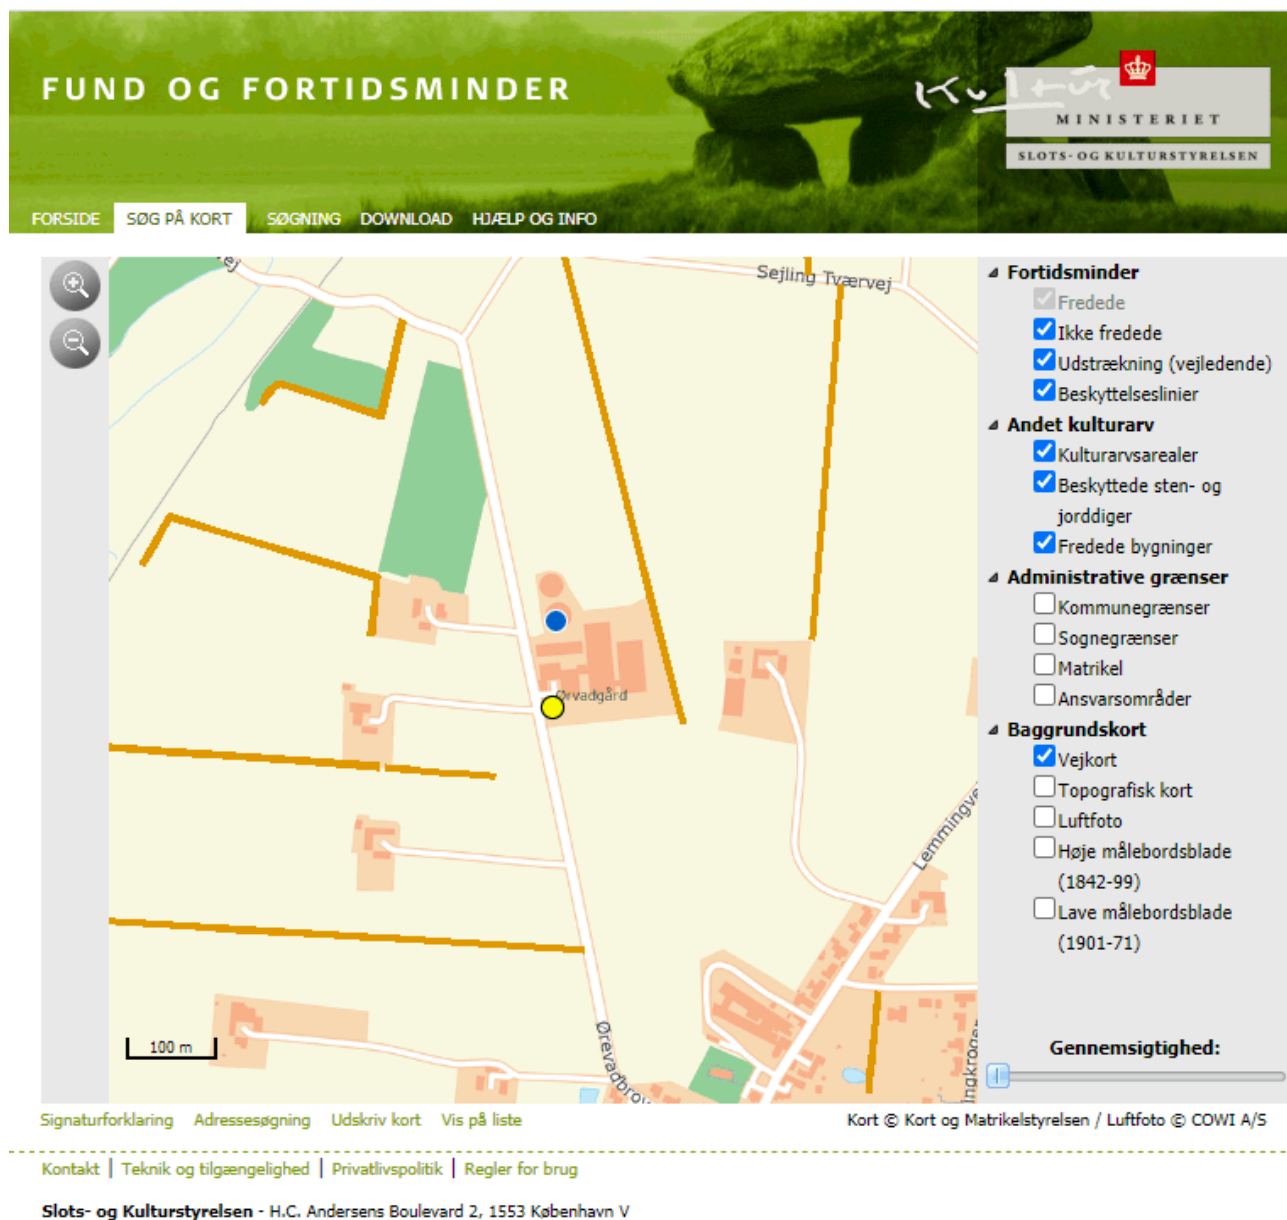 FUND OG FORTIDSMINDER
Kultur
MINISTERIET
SLOTS- OG KULTURSTYRELSEN
FORSIDE SØG PÅ KORT SØGNING DOWNLOAD HJÆLP OG INFO
Sejling Tværvej
Ørvadgård
Lemmingve
Ørevadbrov
ingkroger
100 m
Fortidsminder
Fredede
Ikke fredede
Udstrækning (vejledende)
Beskyttelseslinier
Andet kulturarv
Kulturarvsarealer
Beskyttede sten- og
jorddiger
Fredede bygninger
Administrative grænser
Kommunegrænser
Sognegrænser
Matrikel
Ansvarsområder
Baggrundskort
Vejkort
Topografisk kort
Luftfoto
Høje målebordsblade
(1842-99)
Lave målebordsblade
(1901-71)
Gennemsigtighed:
Signaturforklaring Adressesøgning Udskriv kort Vis på liste
Kort © Kort og Matrikelstyrelsen / Luftfoto © COWI A/S
Kontakt | Teknik og tilgængelighed | Privatlivspolitik | Regler for brug
Slots- og Kulturstyrelsen - H.C. Andersens Boulevard 2, 1553 København V